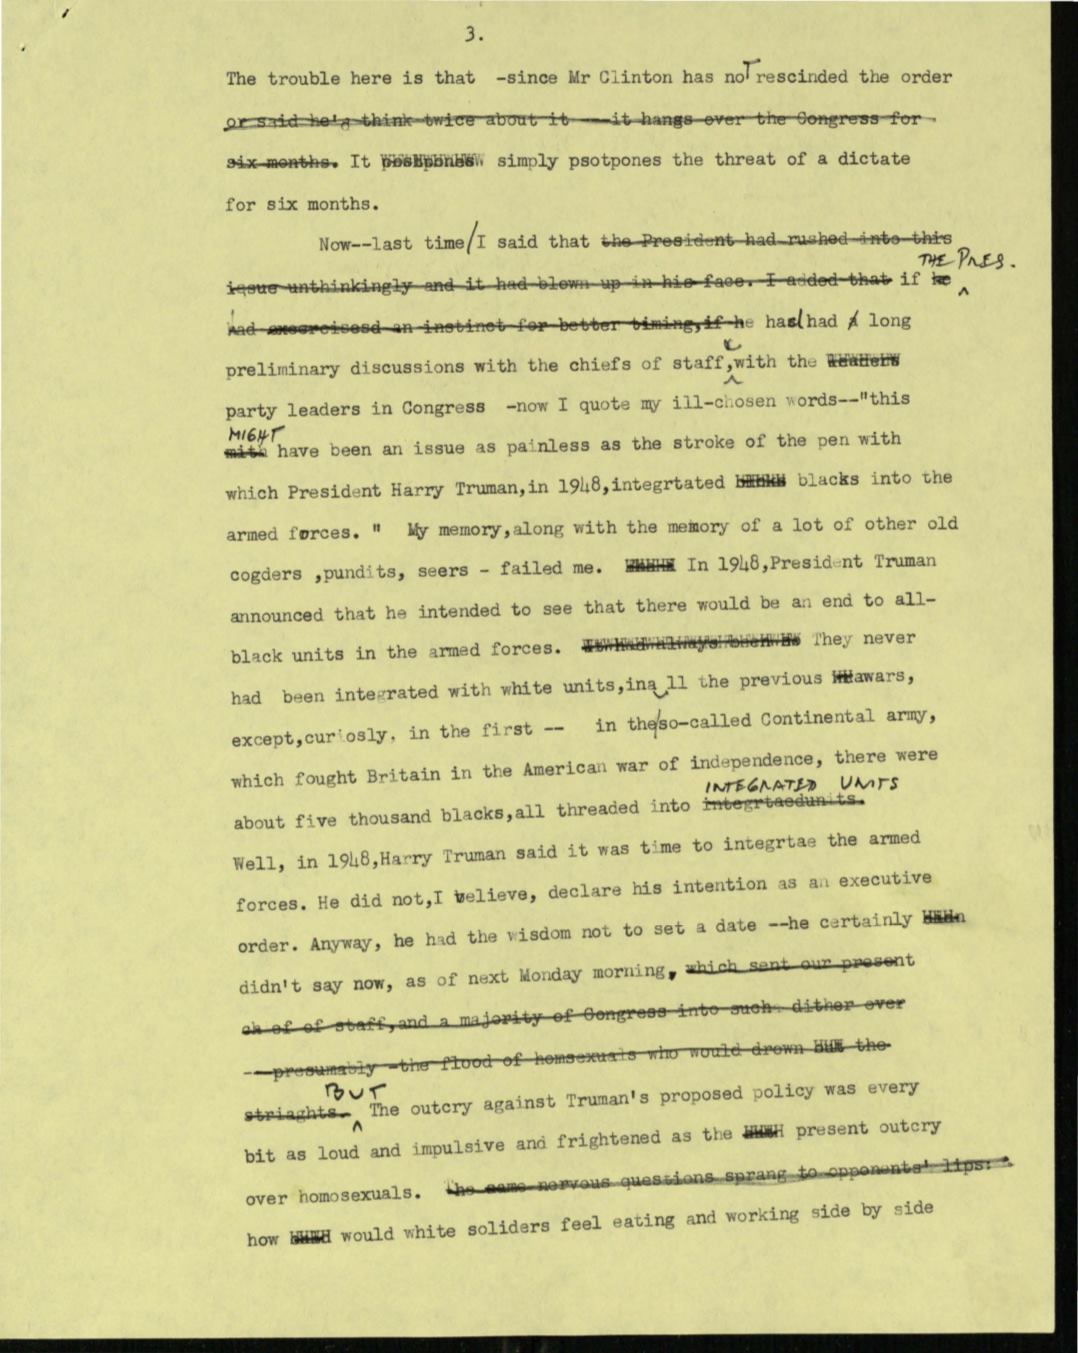 3.
The trouble here is that -since Mr Clinton has noT rescinded the order
or said he'd think twice about it -- it hangs over the Congress for
six months. It simply psotpones the threat of a dictate
for six months.
Now--last time/I said that the President had rushed into this
THE PRES.
issue unthinkingly and it had blown up in his face. I added that if he
had execrcisesd an instinct for better timing,if he had had a long
preliminary discussions with the chiefs of staff,with the leaders
party leaders in Congress -now I quote my ill-chosen words--"this
MIGHT
mith have been an issue as painless as the stroke of the pen with
which President Harry Truman,in 1948,integrtated blacks into the
armed forces. " My memory,along with the memory of a lot of other old
cogders ,pundits, seers - failed me. In 1948,President Truman
announced that he intended to see that there would be an end to all-
black units in the armed forces. They never
had been integrated with white units,ina ll the previous wars,
except,curiosly, in the first -- in the/so-called Continental army,
which fought Britain in the American war of independence, there were
INTEGRATED UNITS
about five thousand blacks,all threaded into integrtaedunits.
Well, in 1948,Harry Truman said it was time to integrtae the armed
forces. He did not,I believe, declare his intention as an executive
order. Anyway, he had the wisdom not to set a date --he certainly
didn't say now, as of next Monday morning, which sent our present
ch ef of staff,and a majority of Congress into such dither over
--presumably -the flood of homsexuals who would drown the
BUT
striaghts. The outcry against Truman's proposed policy was every
bit as loud and impulsive and frightened as the present outcry
over homosexuals. The same nervous questions sprang to opponents' lips:
how would white soliders feel eating and working side by side